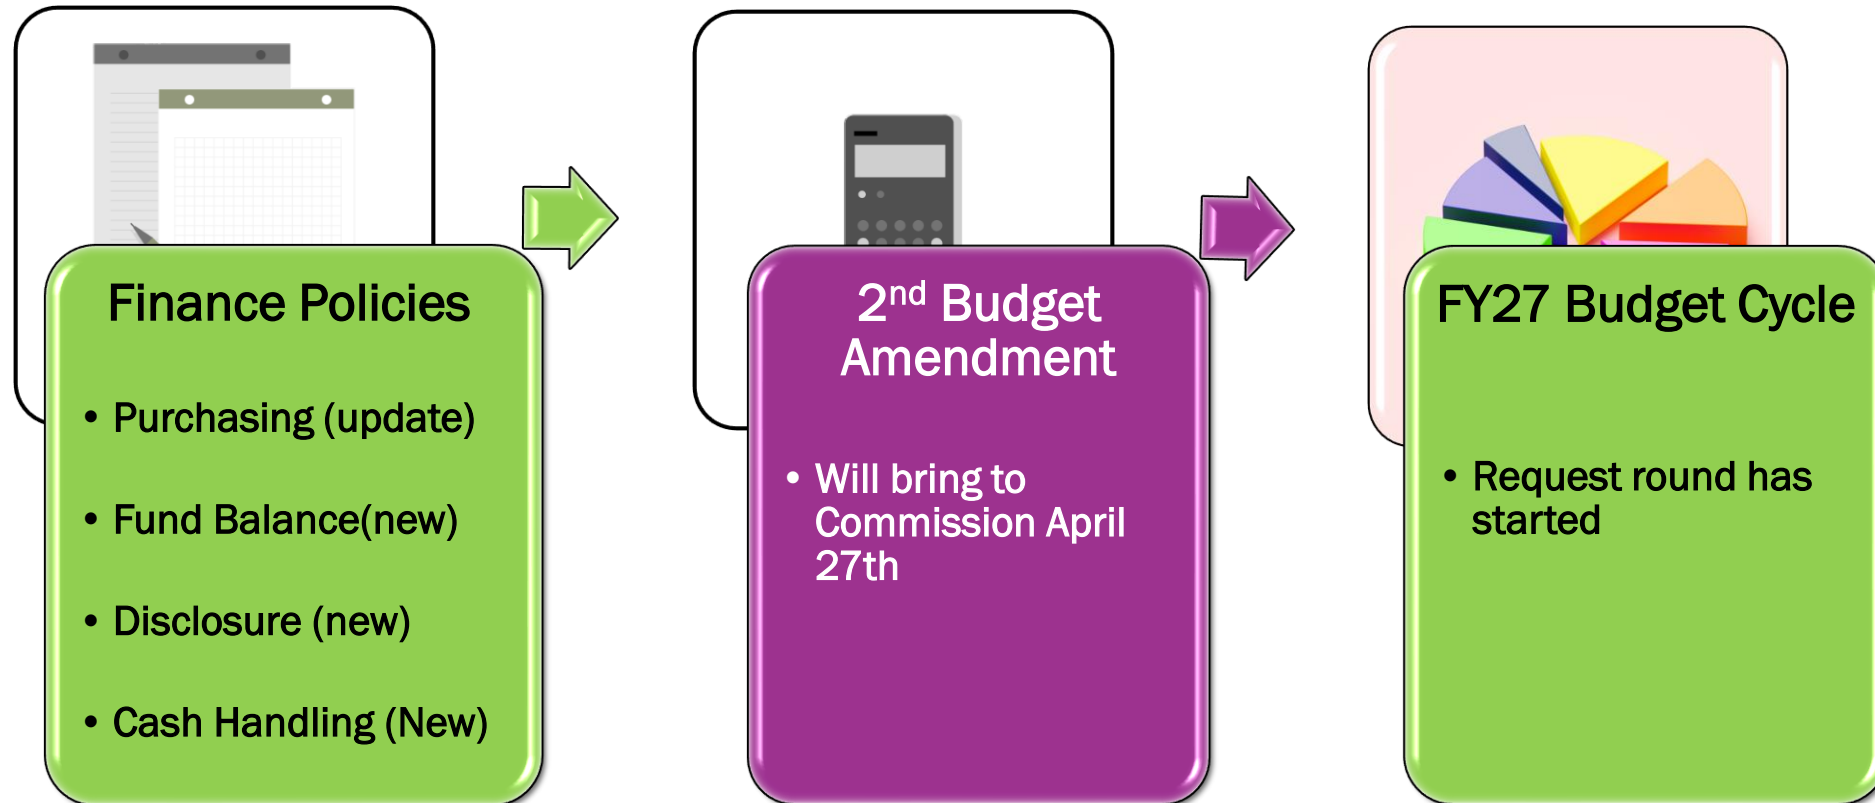 Finance Policies
• Purchasing (update)
• Fund Balance(new)
• Disclosure (new)
• Cash Handling (New)
2nd Budget
Amendment
• Will bring to
Commission April
27th
FY27 Budget Cycle
• Request round has
started